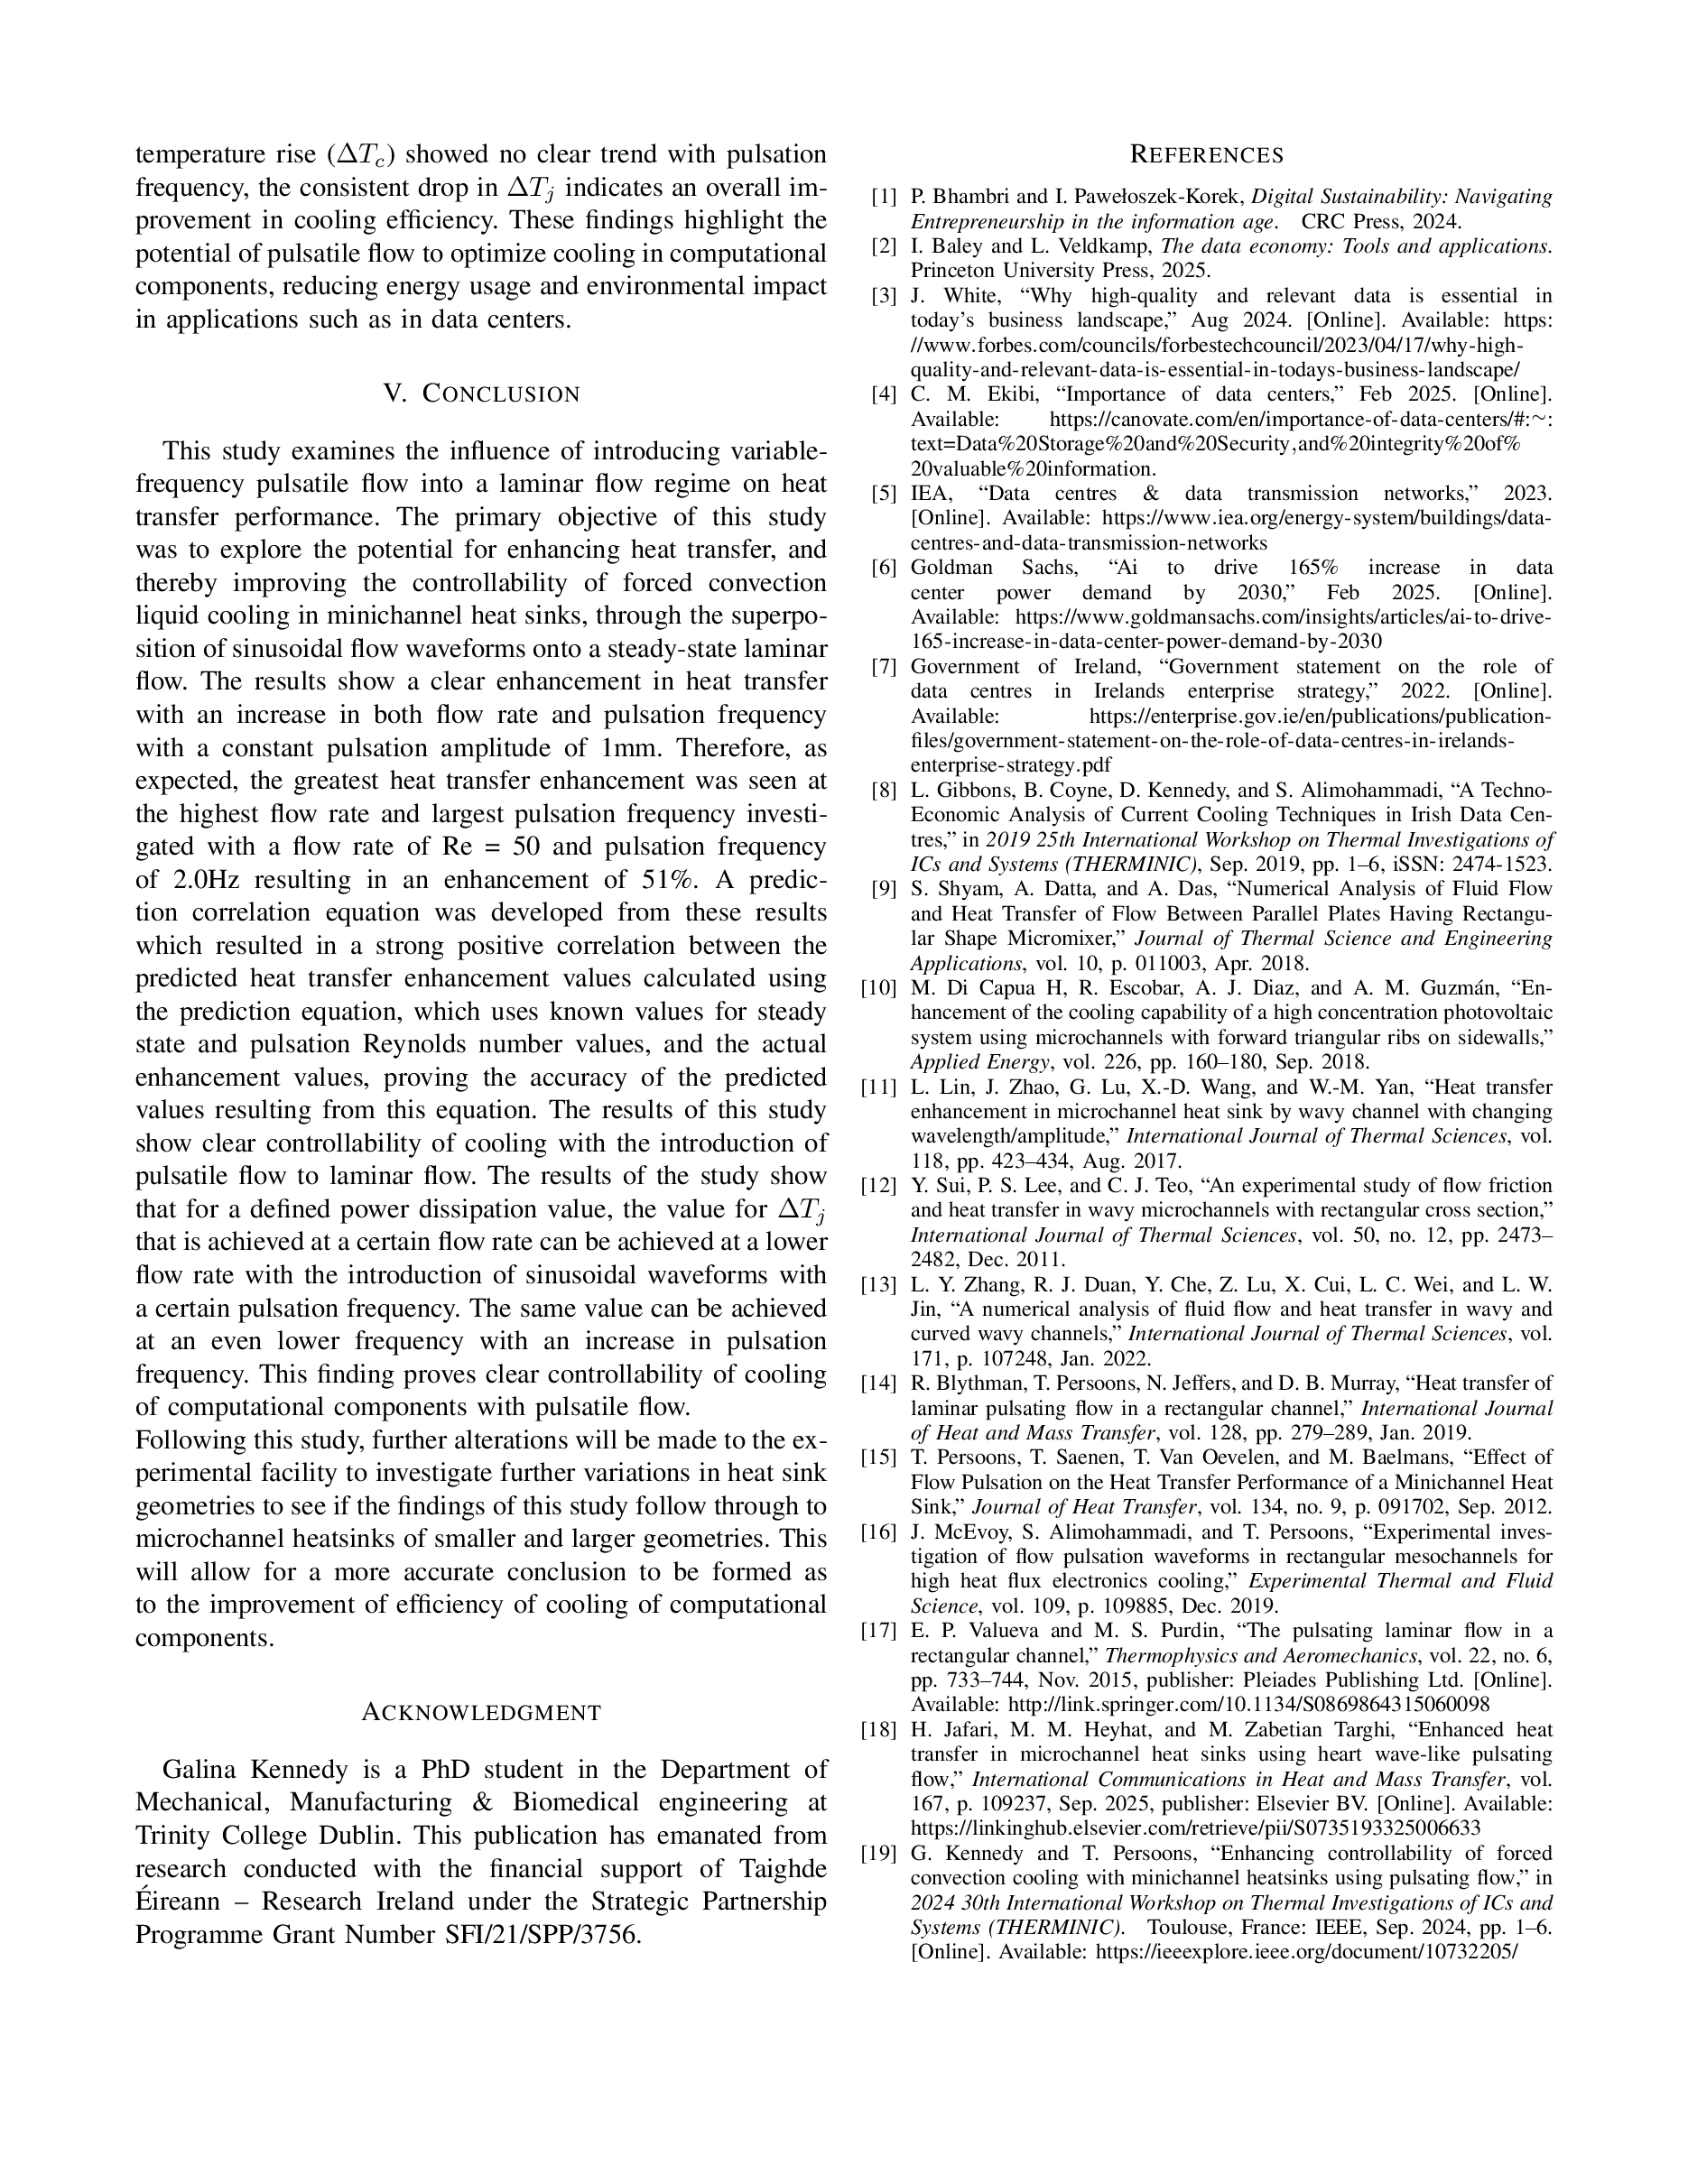 temperature rise (ΔTc) showed no clear trend with pulsation
frequency, the consistent drop in ΔTj indicates an overall im-
provement in cooling efficiency. These findings highlight the
potential of pulsatile flow to optimize cooling in computational
components, reducing energy usage and environmental impact
in applications such as in data centers.
V. CONCLUSION
This study examines the influence of introducing variable-
frequency pulsatile flow into a laminar flow regime on heat
transfer performance. The primary objective of this study
was to explore the potential for enhancing heat transfer, and
thereby improving the controllability of forced convection
liquid cooling in minichannel heat sinks, through the superpo-
sition of sinusoidal flow waveforms onto a steady-state laminar
flow. The results show a clear enhancement in heat transfer
with an increase in both flow rate and pulsation frequency
with a constant pulsation amplitude of 1mm. Therefore, as
expected, the greatest heat transfer enhancement was seen at
the highest flow rate and largest pulsation frequency investi-
gated with a flow rate of Re = 50 and pulsation frequency
of 2.0Hz resulting in an enhancement of 51%. A predic-
tion correlation equation was developed from these results
which resulted in a strong positive correlation between the
predicted heat transfer enhancement values calculated using
the prediction equation, which uses known values for steady
state and pulsation Reynolds number values, and the actual
enhancement values, proving the accuracy of the predicted
values resulting from this equation. The results of this study
show clear controllability of cooling with the introduction of
pulsatile flow to laminar flow. The results of the study show
that for a defined power dissipation value, the value for ΔTj
that is achieved at a certain flow rate can be achieved at a lower
flow rate with the introduction of sinusoidal waveforms with
a certain pulsation frequency. The same value can be achieved
at an even lower frequency with an increase in pulsation
frequency. This finding proves clear controllability of cooling
of computational components with pulsatile flow.
Following this study, further alterations will be made to the ex-
perimental facility to investigate further variations in heat sink
geometries to see if the findings of this study follow through to
microchannel heatsinks of smaller and larger geometries. This
will allow for a more accurate conclusion to be formed as
to the improvement of efficiency of cooling of computational
components.
ACKNOWLEDGMENT
Galina Kennedy is a PhD student in the Department of
Mechanical, Manufacturing & Biomedical engineering at
Trinity College Dublin. This publication has emanated from
research conducted with the financial support of Taighde
Éireann – Research Ireland under the Strategic Partnership
Programme Grant Number SFI/21/SPP/3756.
REFERENCES
[1] P. Bhambri and I. Pawełoszek-Korek, Digital Sustainability: Navigating
Entrepreneurship in the information age. CRC Press, 2024.
[2] I. Baley and L. Veldkamp, The data economy: Tools and applications.
Princeton University Press, 2025.
[3] J. White, “Why high-quality and relevant data is essential in
today’s business landscape,” Aug 2024. [Online]. Available: https:
//www.forbes.com/councils/forbestechcouncil/2023/04/17/why-high-
quality-and-relevant-data-is-essential-in-todays-business-landscape/
[4] C. M. Ekibi, “Importance of data centers,” Feb 2025. [Online].
Available: https://canovate.com/en/importance-of-data-centers/#:∼:
text=Data%20Storage%20and%20Security,and%20integrity%20of%
20valuable%20information.
[5] IEA, “Data centres & data transmission networks,” 2023.
[Online]. Available: https://www.iea.org/energy-system/buildings/data-
centres-and-data-transmission-networks
[6] Goldman Sachs, “Ai to drive 165% increase in data
center power demand by 2030,” Feb 2025. [Online].
Available: https://www.goldmansachs.com/insights/articles/ai-to-drive-
165-increase-in-data-center-power-demand-by-2030
[7] Government of Ireland, “Government statement on the role of
data centres in Irelands enterprise strategy,” 2022. [Online].
Available: https://enterprise.gov.ie/en/publications/publication-
files/government-statement-on-the-role-of-data-centres-in-irelands-
enterprise-strategy.pdf
[8] L. Gibbons, B. Coyne, D. Kennedy, and S. Alimohammadi, “A Techno-
Economic Analysis of Current Cooling Techniques in Irish Data Cen-
tres,” in 2019 25th International Workshop on Thermal Investigations of
ICs and Systems (THERMINIC), Sep. 2019, pp. 1–6, iSSN: 2474-1523.
[9] S. Shyam, A. Datta, and A. Das, “Numerical Analysis of Fluid Flow
and Heat Transfer of Flow Between Parallel Plates Having Rectangu-
lar Shape Micromixer,” Journal of Thermal Science and Engineering
Applications, vol. 10, p. 011003, Apr. 2018.
[10] M. Di Capua H, R. Escobar, A. J. Diaz, and A. M. Guzmán, “En-
hancement of the cooling capability of a high concentration photovoltaic
system using microchannels with forward triangular ribs on sidewalls,”
Applied Energy, vol. 226, pp. 160–180, Sep. 2018.
[11] L. Lin, J. Zhao, G. Lu, X.-D. Wang, and W.-M. Yan, “Heat transfer
enhancement in microchannel heat sink by wavy channel with changing
wavelength/amplitude,” International Journal of Thermal Sciences, vol.
118, pp. 423–434, Aug. 2017.
[12] Y. Sui, P. S. Lee, and C. J. Teo, “An experimental study of flow friction
and heat transfer in wavy microchannels with rectangular cross section,”
International Journal of Thermal Sciences, vol. 50, no. 12, pp. 2473–
2482, Dec. 2011.
[13] L. Y. Zhang, R. J. Duan, Y. Che, Z. Lu, X. Cui, L. C. Wei, and L. W.
Jin, “A numerical analysis of fluid flow and heat transfer in wavy and
curved wavy channels,” International Journal of Thermal Sciences, vol.
171, p. 107248, Jan. 2022.
[14] R. Blythman, T. Persoons, N. Jeffers, and D. B. Murray, “Heat transfer of
laminar pulsating flow in a rectangular channel,” International Journal
of Heat and Mass Transfer, vol. 128, pp. 279–289, Jan. 2019.
[15] T. Persoons, T. Saenen, T. Van Oevelen, and M. Baelmans, “Effect of
Flow Pulsation on the Heat Transfer Performance of a Minichannel Heat
Sink,” Journal of Heat Transfer, vol. 134, no. 9, p. 091702, Sep. 2012.
[16] J. McEvoy, S. Alimohammadi, and T. Persoons, “Experimental inves-
tigation of flow pulsation waveforms in rectangular mesochannels for
high heat flux electronics cooling,” Experimental Thermal and Fluid
Science, vol. 109, p. 109885, Dec. 2019.
[17] E. P. Valueva and M. S. Purdin, “The pulsating laminar flow in a
rectangular channel,” Thermophysics and Aeromechanics, vol. 22, no. 6,
pp. 733–744, Nov. 2015, publisher: Pleiades Publishing Ltd. [Online].
Available: http://link.springer.com/10.1134/S0869864315060098
[18] H. Jafari, M. M. Heyhat, and M. Zabetian Targhi, “Enhanced heat
transfer in microchannel heat sinks using heart wave-like pulsating
flow,” International Communications in Heat and Mass Transfer, vol.
167, p. 109237, Sep. 2025, publisher: Elsevier BV. [Online]. Available:
https://linkinghub.elsevier.com/retrieve/pii/S0735193325006633
[19] G. Kennedy and T. Persoons, “Enhancing controllability of forced
convection cooling with minichannel heatsinks using pulsating flow,” in
2024 30th International Workshop on Thermal Investigations of ICs and
Systems (THERMINIC). Toulouse, France: IEEE, Sep. 2024, pp. 1–6.
[Online]. Available: https://ieeexplore.ieee.org/document/10732205/